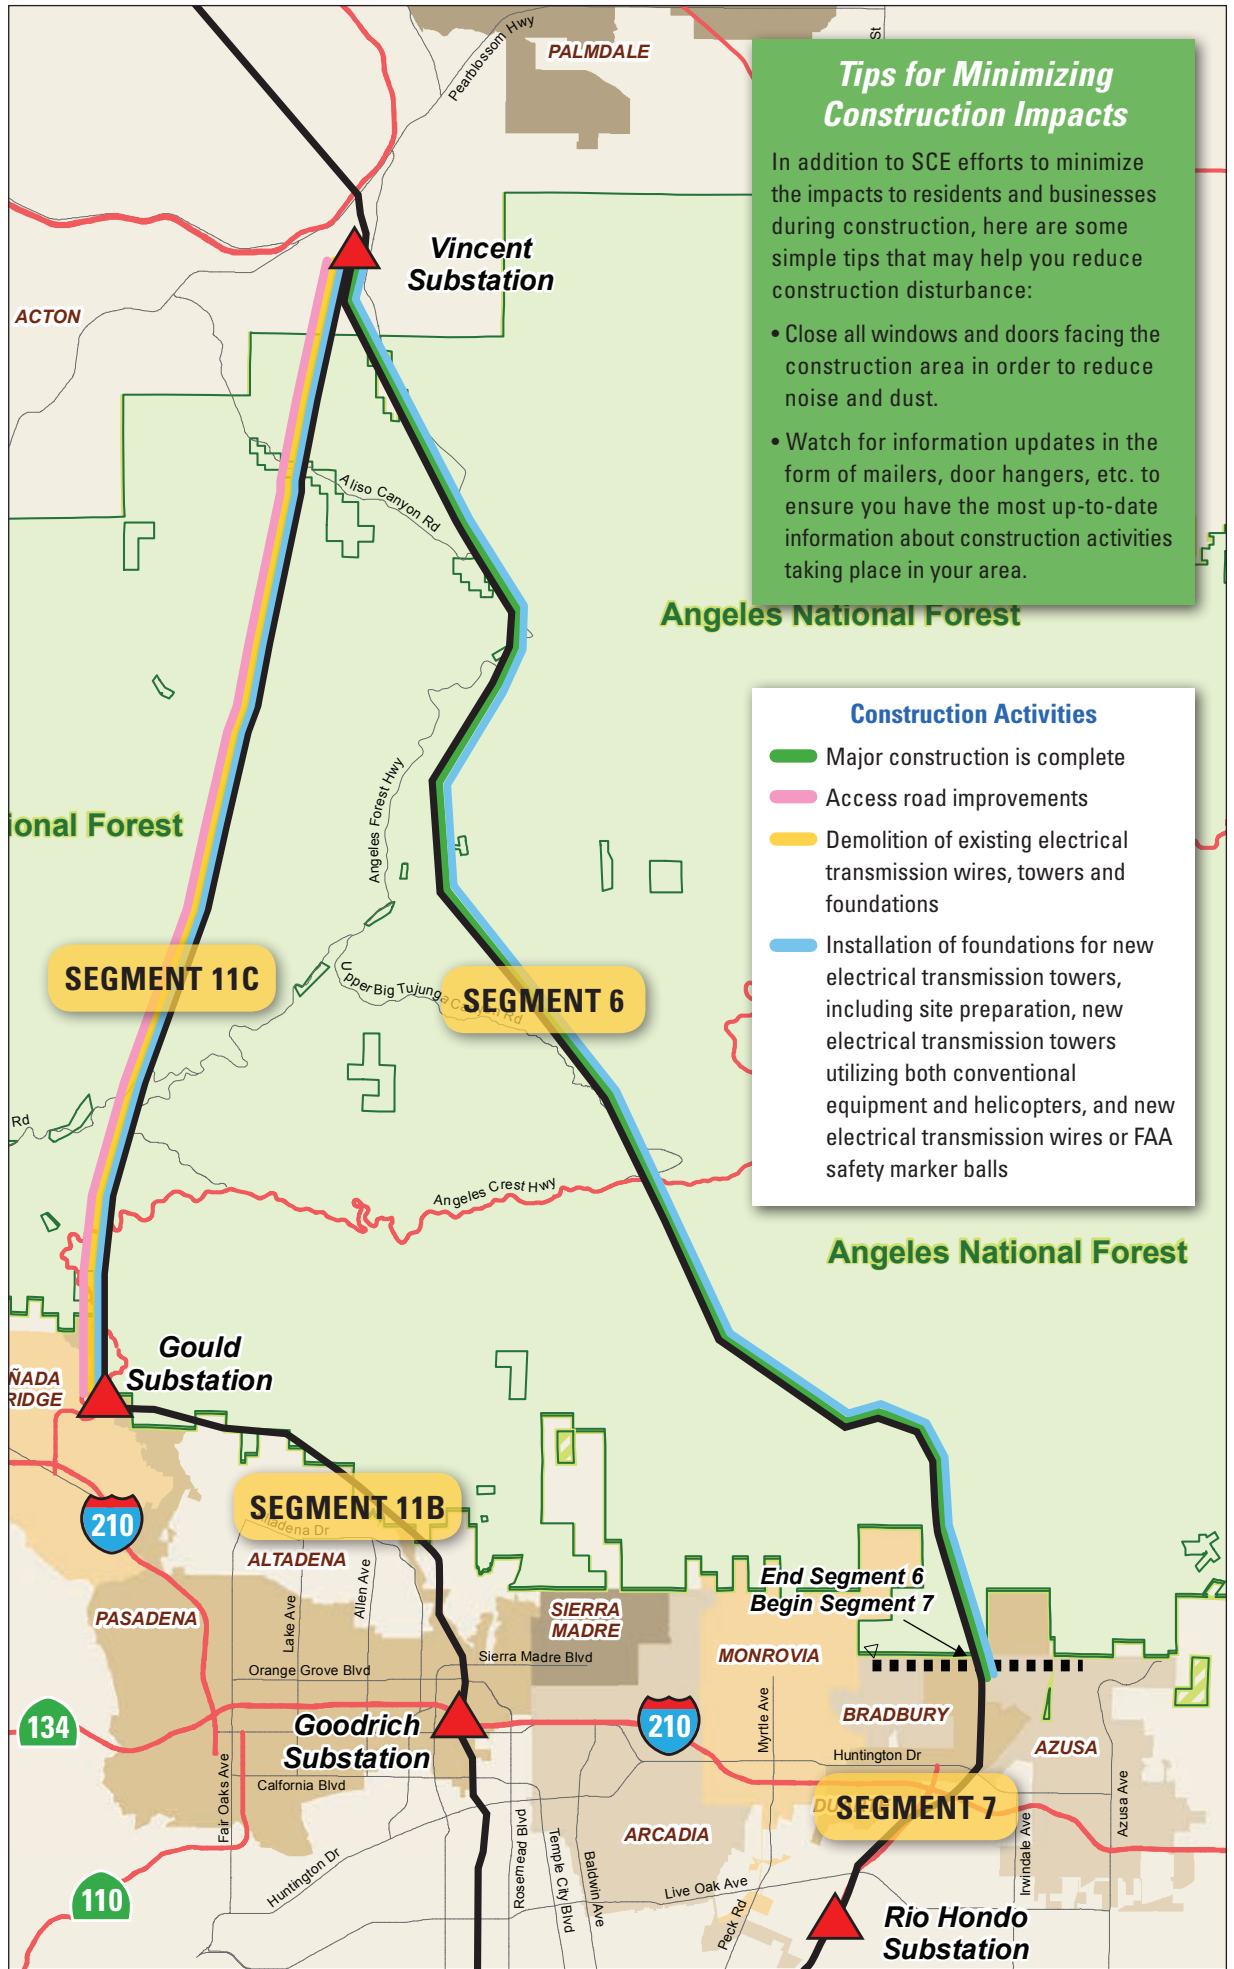 PALMDALE
Pearblossom Hwy
St
Tips for Minimizing
Construction Impacts
In addition to SCE efforts to minimize
the impacts to residents and businesses
during construction, here are some
simple tips that may help you reduce
construction disturbance:
• Close all windows and doors facing the
construction area in order to reduce
noise and dust.
• Watch for information updates in the
form of mailers, door hangers, etc. to
ensure you have the most up-to-date
information about construction activities
taking place in your area.
Vincent
Substation
ACTON
Aliso Canyon Rd
Angeles National Forest
Construction Activities
Major construction is complete
Access road improvements
Demolition of existing electrical
transmission wires, towers and
foundations
Installation of foundations for new
electrical transmission towers,
including site preparation, new
electrical transmission towers
utilizing both conventional
equipment and helicopters, and new
electrical transmission wires or FAA
safety marker balls
Angeles Forest Hwy
ional Forest
SEGMENT 11C
Upper Big Tujunga Canyon Rd
SEGMENT 6
Rd
Angeles Crest Hwy
Angeles National Forest
Gould
Substation
ÑADA
RIDGE
SEGMENT 11B
210
Altadena Dr
ALTADENA
Allen Ave
Lake Ave
PASADENA
Orange Grove Blvd
Sierra Madre Blvd
SIERRA
MADRE
End Segment 6
Begin Segment 7
MONROVIA
BRADBURY
AZUSA
134
Goodrich
Substation
210
Myrtle Ave
Huntington Dr
Fair Oaks Ave
Calfornia Blvd
SEGMENT 7
DU
Azusa Ave
Irwindale Ave
ARCADIA
Rosemead Blvd
Temple City Blvd
Baldwin Ave
Huntington Dr
Live Oak Ave
Peck Rd
110
Rio Hondo
Substation